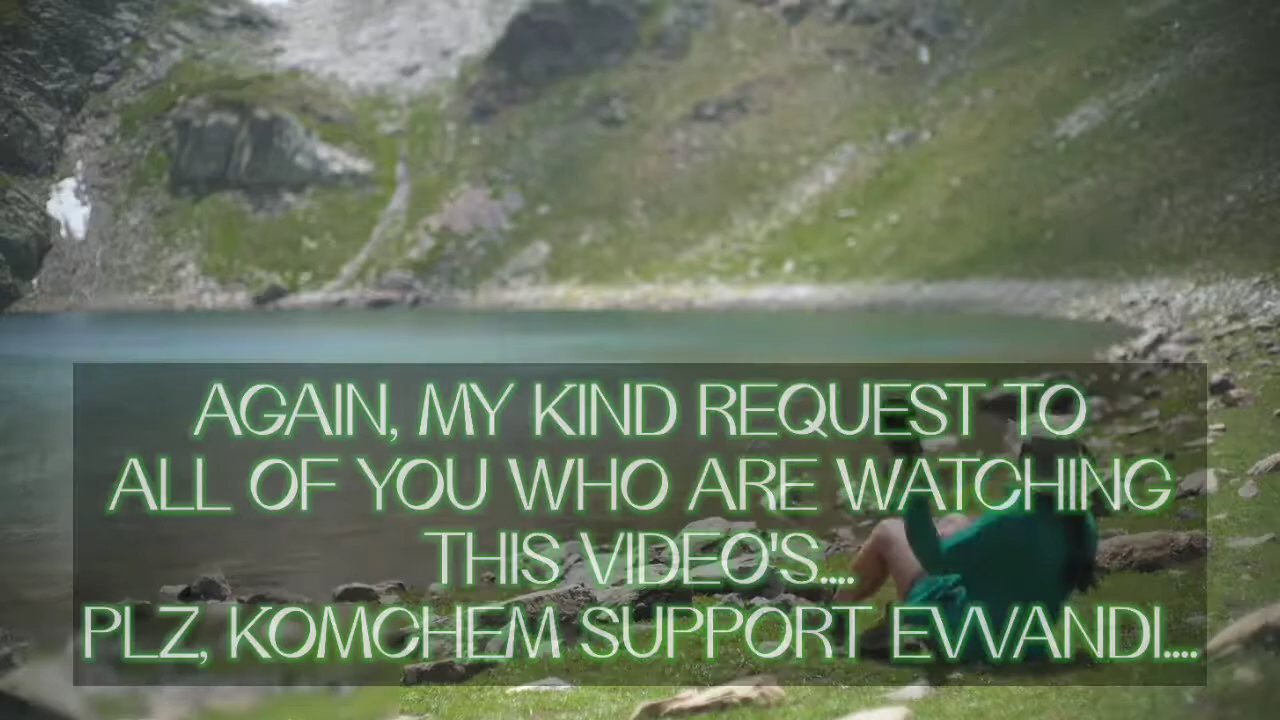 AGAIN, MY KIND REQUEST TO
ALL OF YOU WHO ARE WATCHING
THIS VIDEO'S....
PLZ, KOMCHEM SUPPORT EVVANDI....